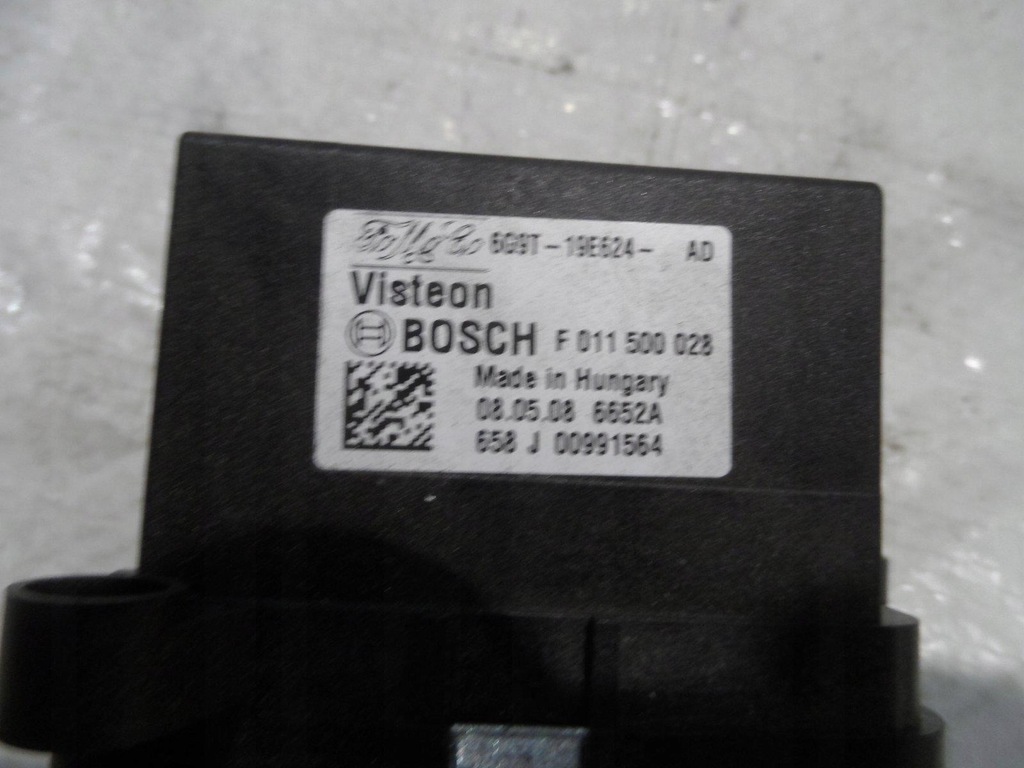 FoMoCo 6G9T-19E624- AD
Visteon
BOSCH F 011 500 028
Made in Hungary
08.05.08 6652A
658 J 00991564